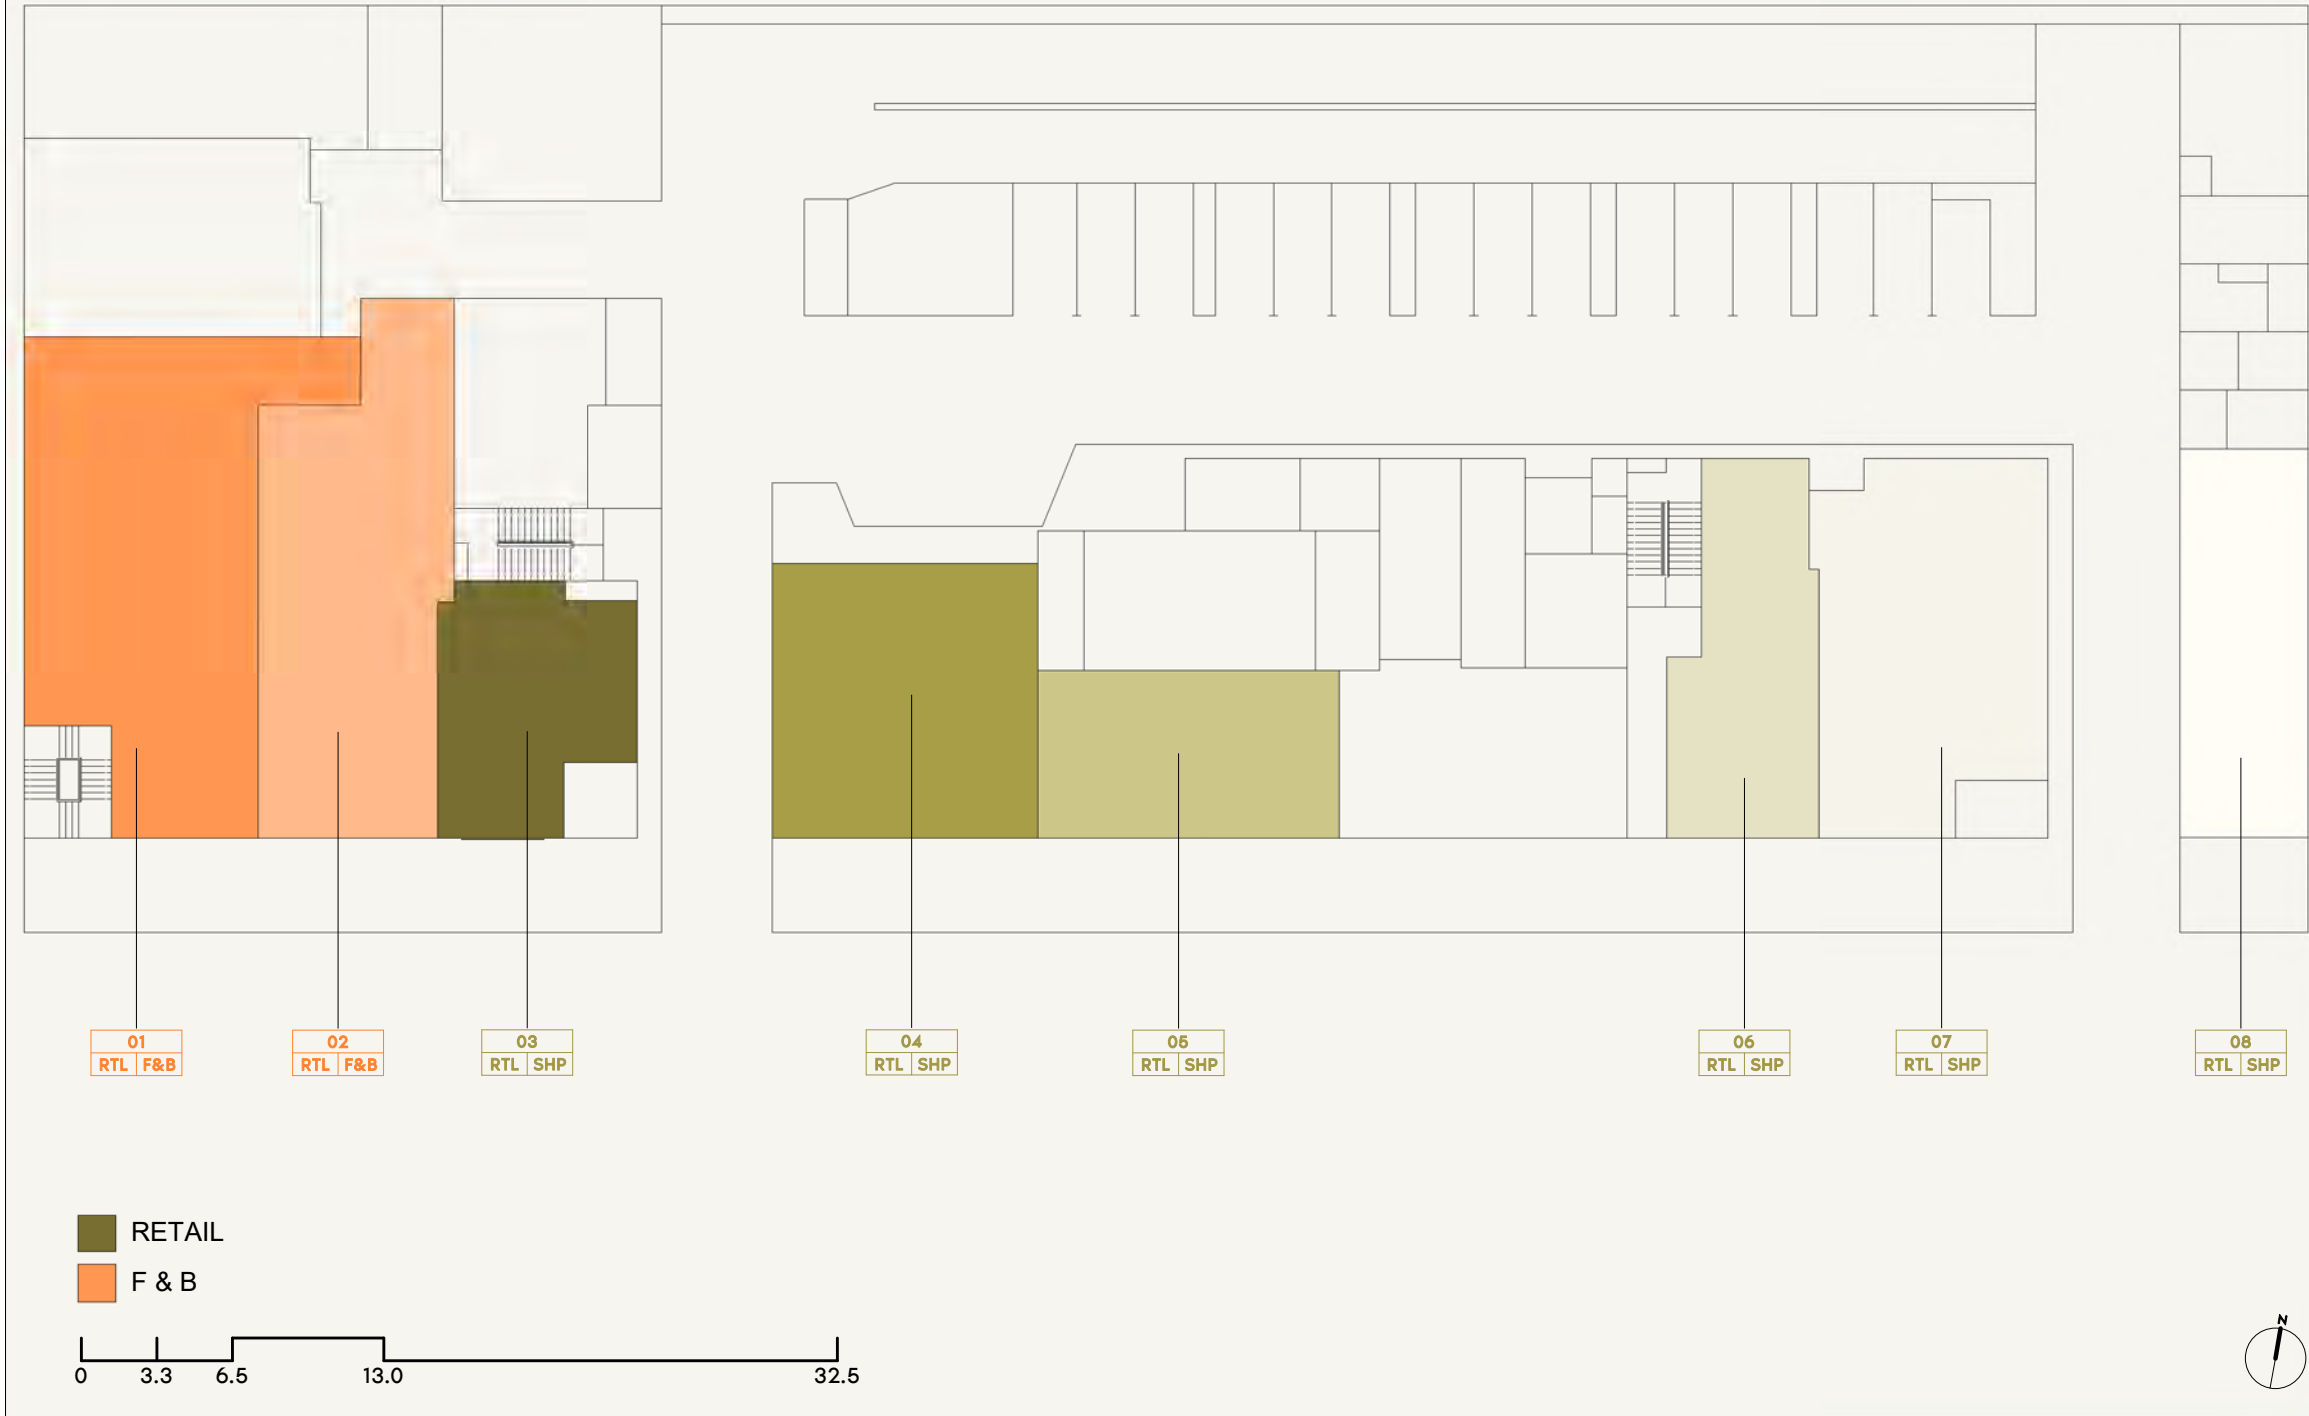 01 02 03 04 05 06 07 08
RTL F&B RTL F&B RTL SHP RTL SHP RTL SHP RTL SHP RTL SHP RTL SHP
RETAIL
F & B
N
0 3.3 6.5 13.0 32.5